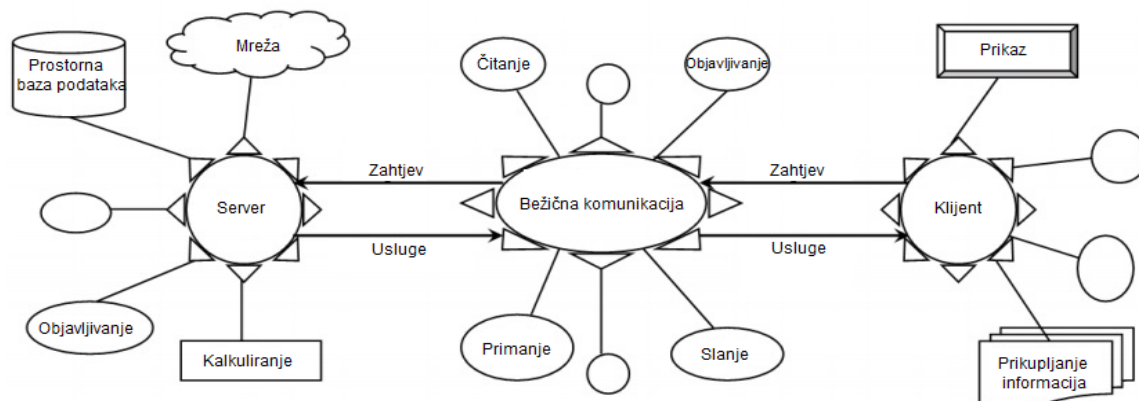 Mreža
Prostorna
baza podataka
Čitanje
Objavljivanje
Prikaz
Zahtjev
Zahtjev
Server
Bežična komunikacija
Klijent
Usluge
Usluge
Objavljivanje
Kalkuliranje
Primanje
Slanje
Prikupljanje
informacija